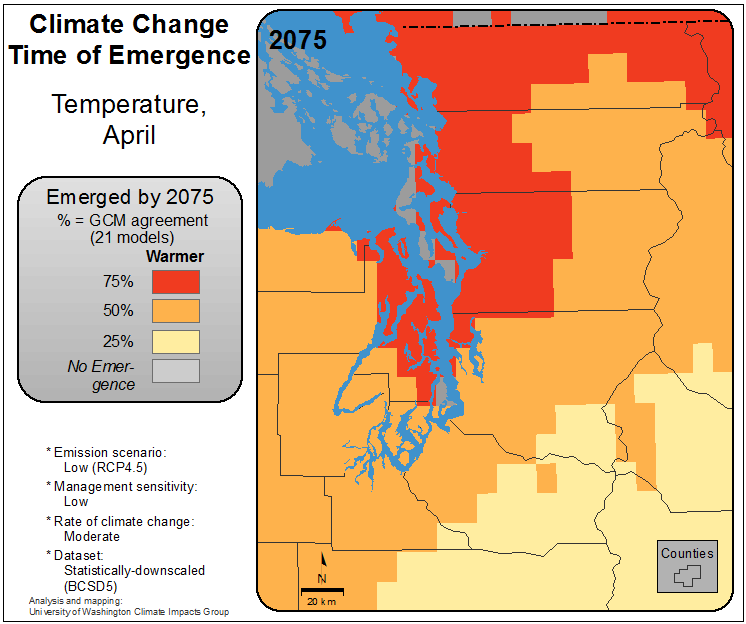 Climate Change
Time of Emergence
Temperature,
April
Emerged by 2075
% = GCM agreement
(21 models)
Warmer
75%
50%
25%
No Emer-
gence
* Emission scenario:
Low (RCP4.5)
* Management sensitivity:
Low
* Rate of climate change:
Moderate
* Dataset:
Statistically-downscaled
(BCSD5)
Analysis and mapping:
University of Washington Climate Impacts Group
2075
N
20 km
Counties